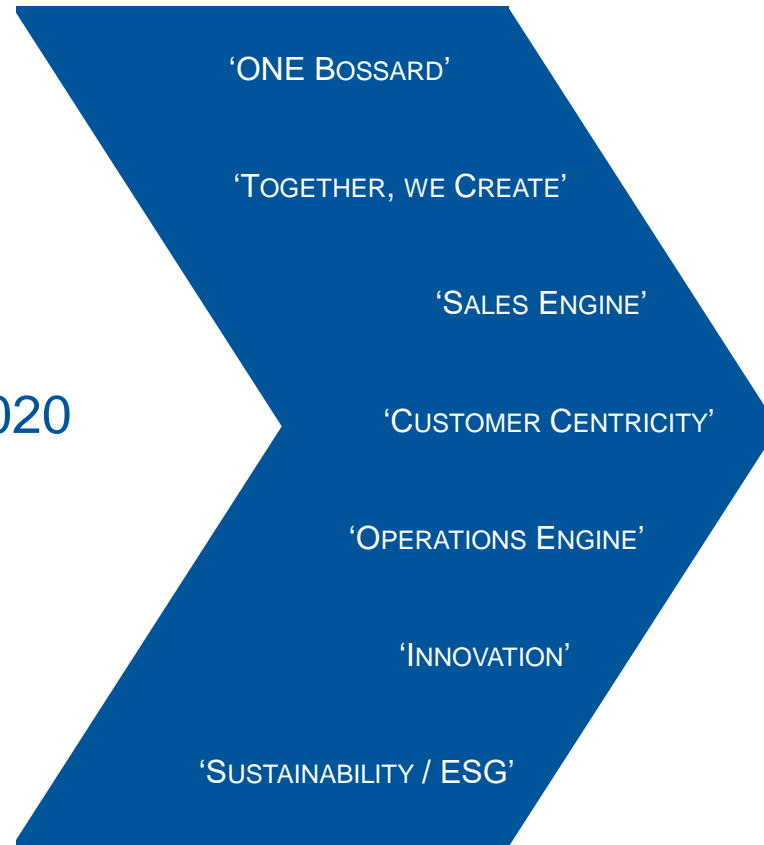 ‘ONE BOSSARD’
‘TOGETHER, WE CREATE’
‘SALES ENGINE’
020
‘CUSTOMER CENTRICITY’
‘OPERATIONS ENGINE’
‘INNOVATION’
‘SUSTAINABILITY / ESG’